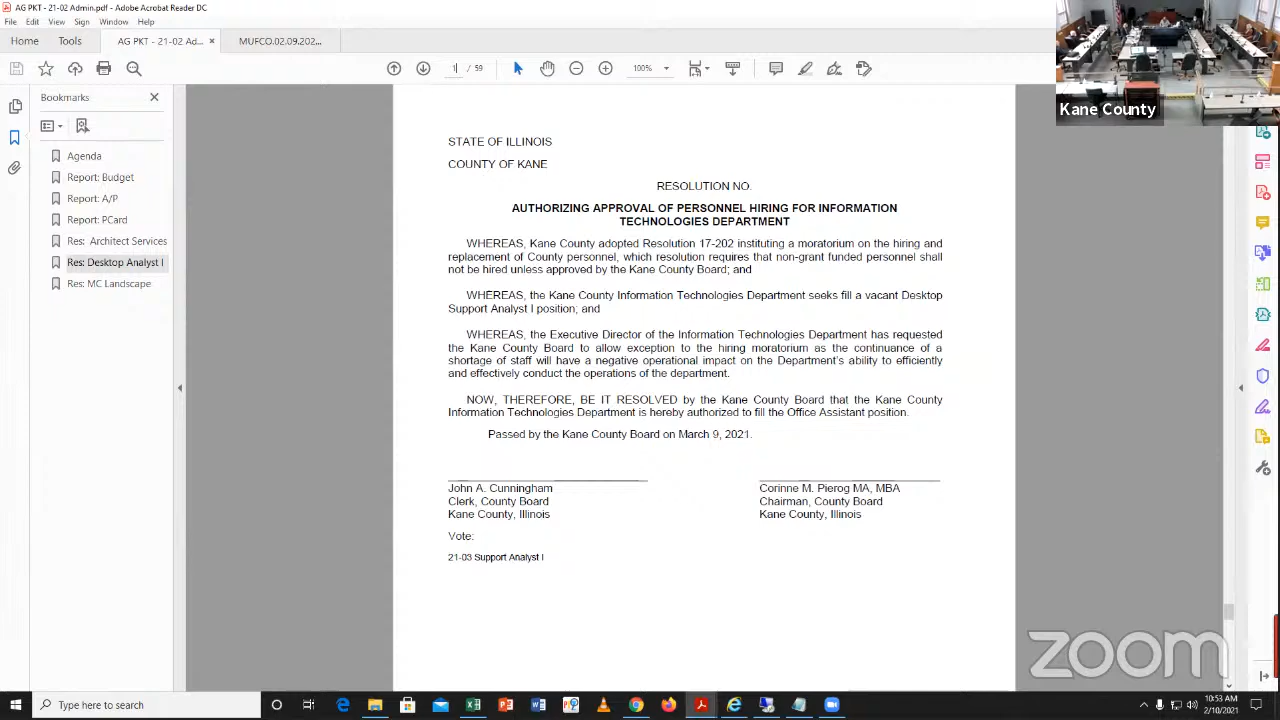 AG PKT - 21-02 Admin.pdf - Adobe Acrobat Reader DC
File Edit View Sign Window Help
Home Tools AG PKT - 21-02 Ad... × MUFCO.02.09.202...
59 100%
Kane County
Bookmarks
Agenda
Report: Budget
Report: A/P
Report: PCard
Res: Architect Services
Res: Desktop Analyst I
Res: MC Landscape
STATE OF ILLINOIS
COUNTY OF KANE
RESOLUTION NO.
AUTHORIZING APPROVAL OF PERSONNEL HIRING FOR INFORMATION
TECHNOLOGIES DEPARTMENT
WHEREAS, Kane County adopted Resolution 17-202 instituting a moratorium on the hiring and
replacement of County personnel, which resolution requires that non-grant funded personnel shall
not be hired unless approved by the Kane County Board; and
WHEREAS, the Kane County Information Technologies Department seeks fill a vacant Desktop
Support Analyst I position; and
WHEREAS, the Executive Director of the Information Technologies Department has requested
the Kane County Board to allow exception to the hiring moratorium as the continuance of a
shortage of staff will have a negative operational impact on the Department's ability to efficiently
and effectively conduct the operations of the department.
NOW, THEREFORE, BE IT RESOLVED by the Kane County Board that the Kane County
Information Technologies Department is hereby authorized to fill the Office Assistant position.
Passed by the Kane County Board on March 9, 2021.
John A. Cunningham
Clerk, County Board
Kane County, Illinois
Corinne M. Pierog MA, MBA
Chairman, County Board
Kane County, Illinois
Vote:
21-03 Support Analyst I
zoom
Type here to search
10:53 AM
2/10/2021